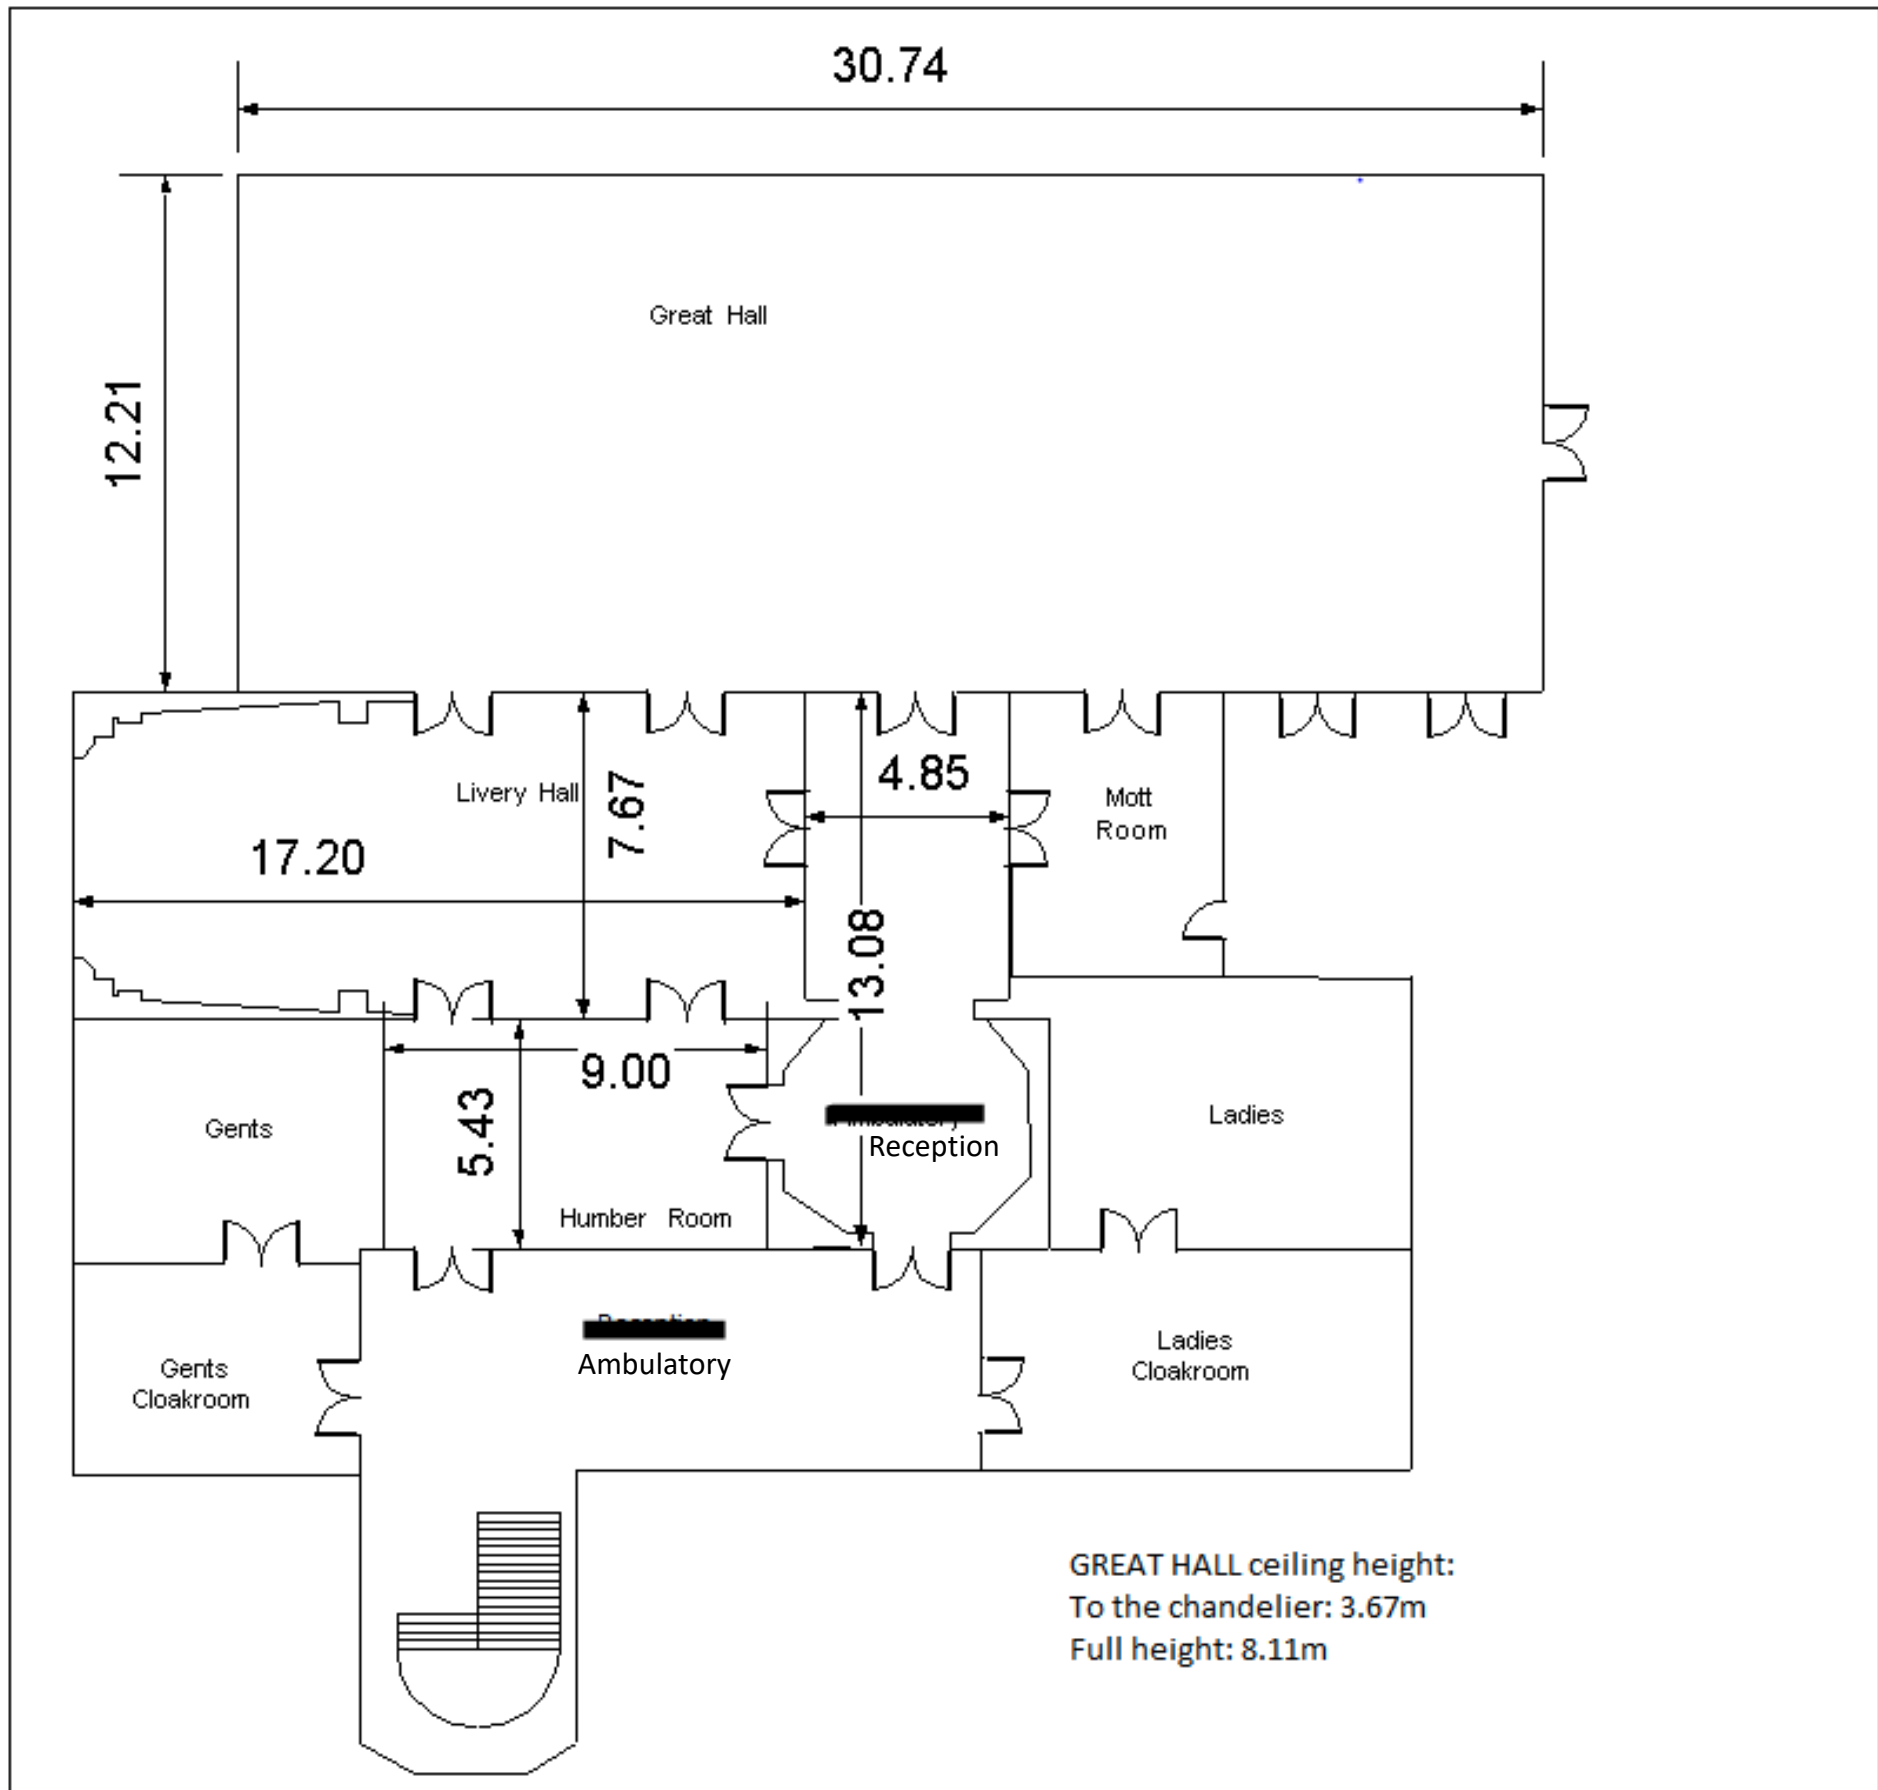 30.74
Great Hall
12.21
4.85
Livery Hall
7.67
Mott
Room
17.20
13.08
9.00
5.43
Gents
Ladies
Reception
Humber Room
Ambulatory
Gents
Cloakroom
Ladies
Cloakroom
GREAT HALL ceiling height:
To the chandelier: 3.67m
Full height: 8.11m